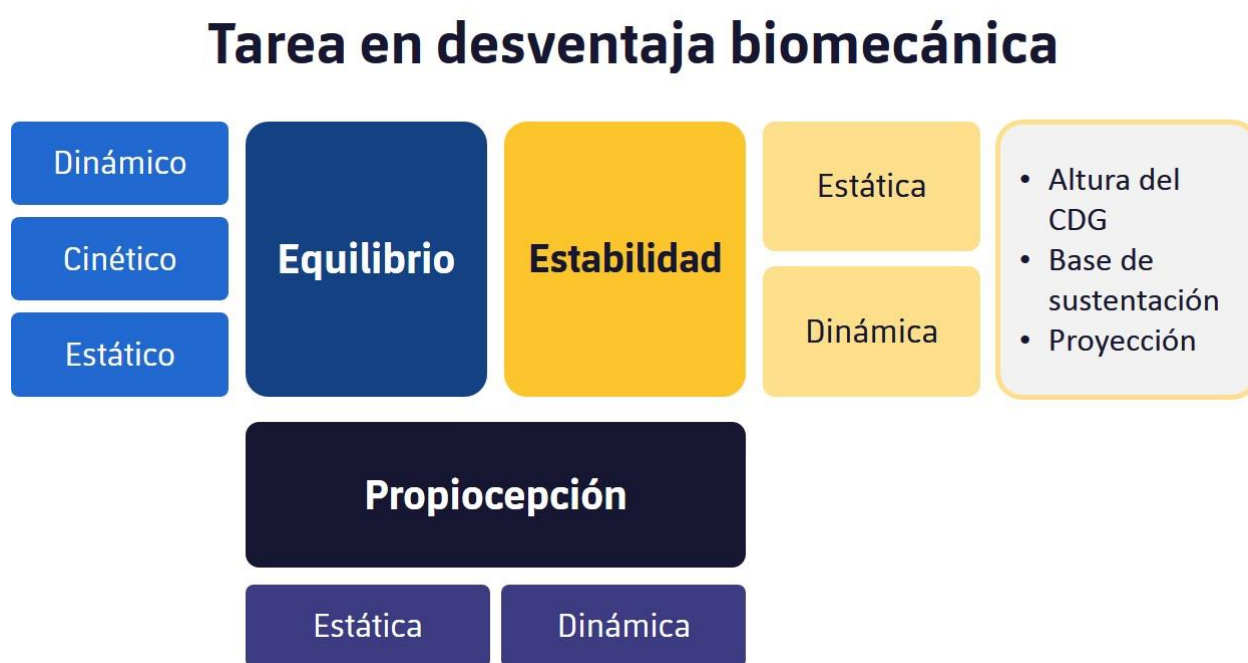 Tarea en desventaja biomecánica
Dinámico
Cinético
Estático
Equilibrio
Estabilidad
Estática
Dinámica
• Altura del
CDG
• Base de
sustentación
• Proyección
Propiocepción
Estática
Dinámica